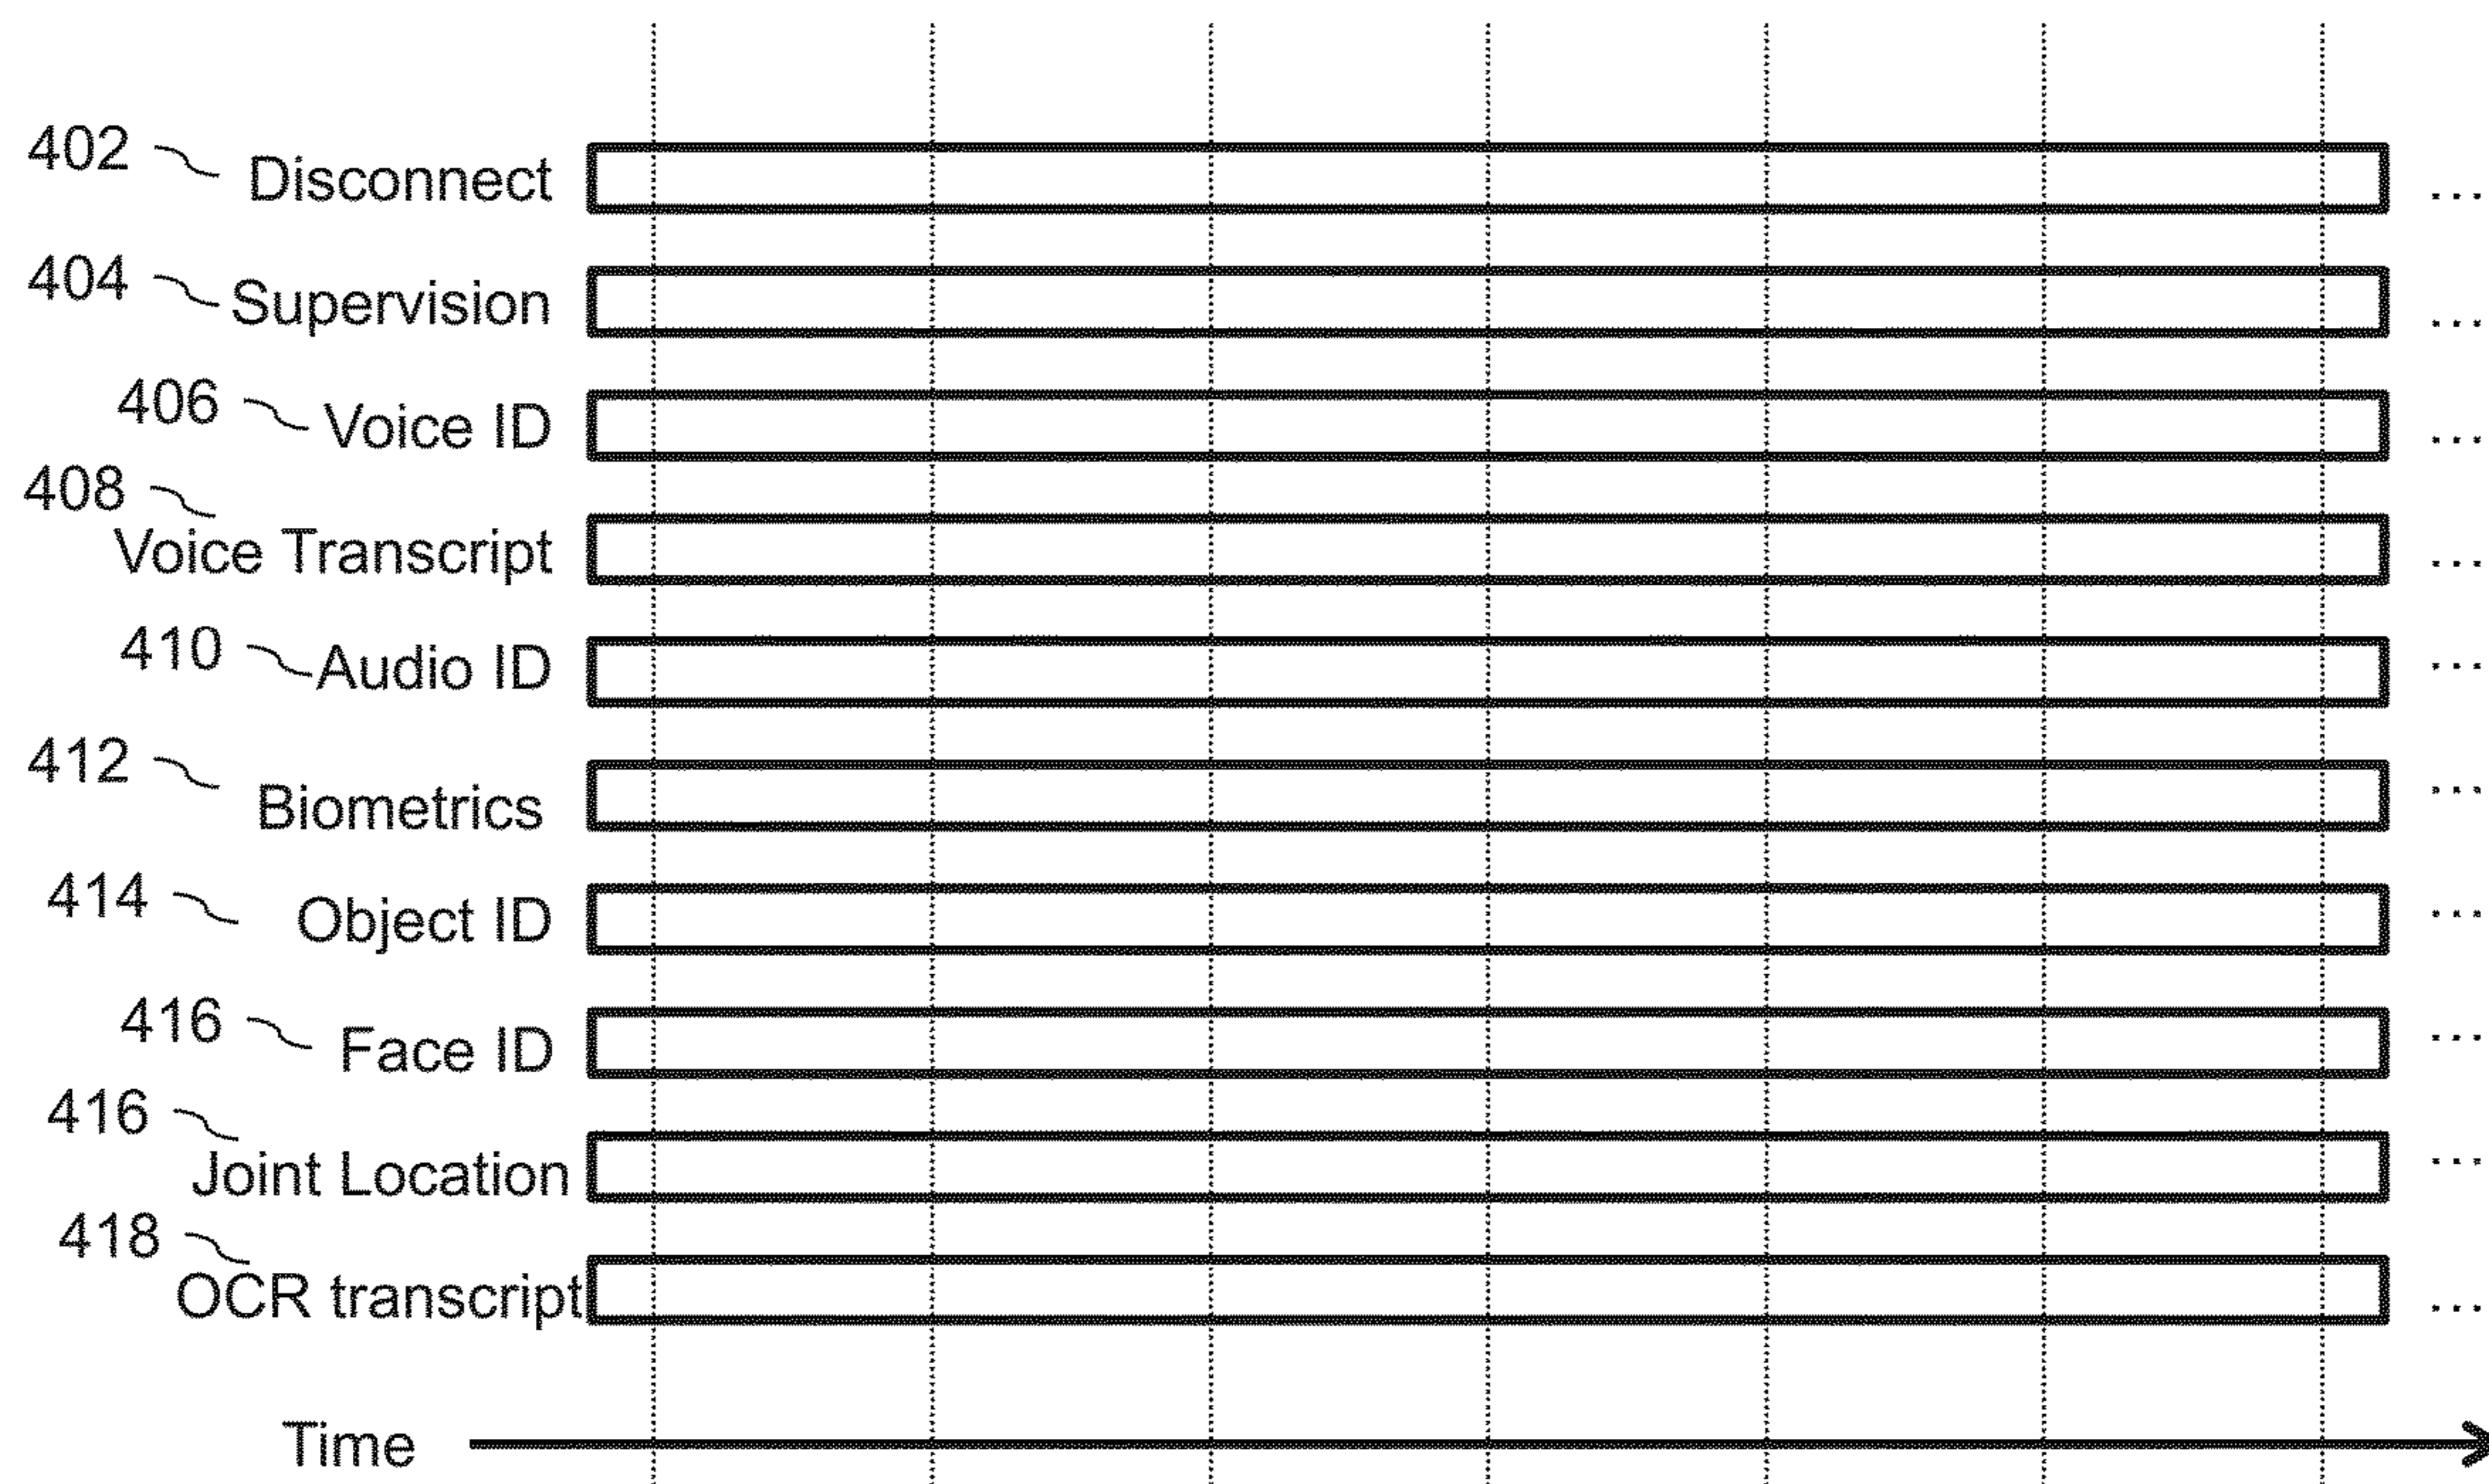 402 Disconnect ...
404 Supervision ...
406 Voice ID ...
408
Voice Transcript ...
410 Audio ID ...
412 Biometrics ...
414 Object ID ...
416 Face ID ...
416
Joint Location ...
418
OCR transcript ...
Time